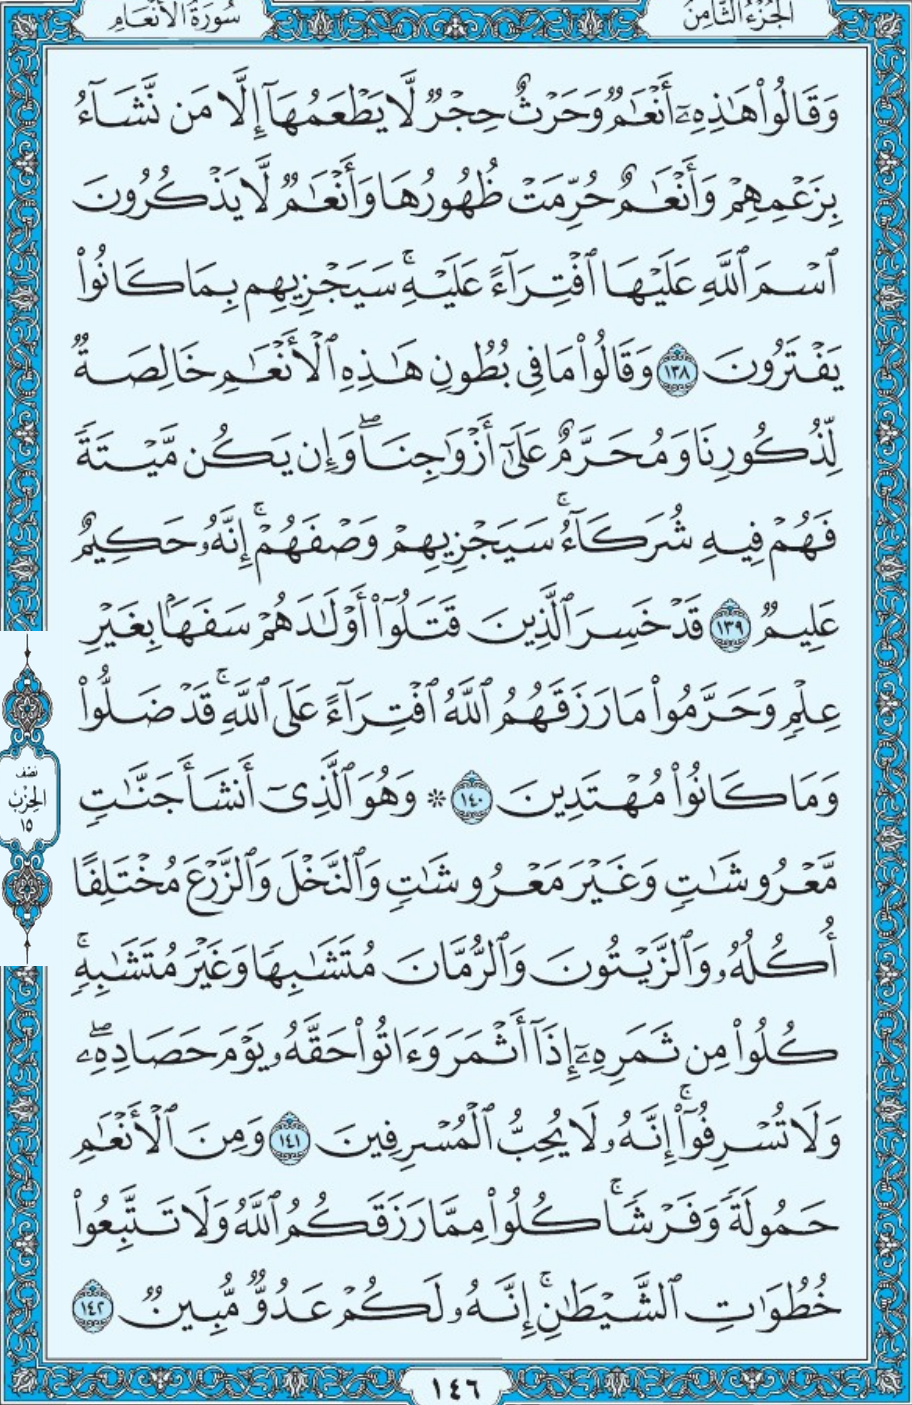 سُورَةُ الأَنْعَامِ
الجُزْءُ الثَّامِنُ
وَقَالُوا۟ هَـٰذِهِۦٓ أَنْعَـٰمٌ وَحَرْثٌ حِجْرٌ لَّا يَطْعَمُهَآ إِلَّا مَن نَّشَآءُ
بِزَعْمِهِمْ وَأَنْعَـٰمٌ حُرِّمَتْ ظُهُورُهَا وَأَنْعَـٰمٌ لَّا يَذْكُرُونَ
ٱسْمَ ٱللَّهِ عَلَيْهَا ٱفْتِرَآءً عَلَيْهِ ۚ سَيَجْزِيهِم بِمَا كَانُوا۟
يَفْتَرُونَ ١٣٨ وَقَالُوا۟ مَا فِى بُطُونِ هَـٰذِهِ ٱلْأَنْعَـٰمِ خَالِصَةٌ
لِّذُكُورِنَا وَمُحَرَّمٌ عَلَىٰٓ أَزْوَٰجِنَا ۖ وَإِن يَكُن مَّيْتَةً
فَهُمْ فِيهِ شُرَكَآءُ ۚ سَيَجْزِيهِمْ وَصْفَهُمْ ۚ إِنَّهُۥ حَكِيمٌ
عَلِيمٌ ١٣٩ قَدْ خَسِرَ ٱلَّذِينَ قَتَلُوٓا۟ أَوْلَـٰدَهُمْ سَفَهًۢا بِغَيْرِ
عِلْمٍ وَحَرَّمُوا۟ مَا رَزَقَهُمُ ٱللَّهُ ٱفْتِرَآءً عَلَى ٱللَّهِ ۚ قَدْ ضَلُّوا۟
وَمَا كَانُوا۟ مُهْتَدِينَ ١٤٠ * وَهُوَ ٱلَّذِىٓ أَنشَأَ جَنَّـٰتٍ
مَّعْرُوشَـٰتٍ وَغَيْرَ مَعْرُوشَـٰتٍ وَٱلنَّخْلَ وَٱلزَّرْعَ مُخْتَلِفًا
أُكُلُهُۥ وَٱلزَّيْتُونَ وَٱلرُّمَّانَ مُتَشَـٰبِهًا وَغَيْرَ مُتَشَـٰبِهٍ ۚ
كُلُوا۟ مِن ثَمَرِهِۦٓ إِذَآ أَثْمَرَ وَءَاتُوا۟ حَقَّهُۥ يَوْمَ حَصَادِهِۦ ۖ
وَلَا تُسْرِفُوٓا۟ ۚ إِنَّهُۥ لَا يُحِبُّ ٱلْمُسْرِفِينَ ١٤١ وَمِنَ ٱلْأَنْعَـٰمِ
حَمُولَةً وَفَرْشًا ۚ كُلُوا۟ مِمَّا رَزَقَكُمُ ٱللَّهُ وَلَا تَتَّبِعُوا۟
خُطُوَٰتِ ٱلشَّيْطَـٰنِ ۚ إِنَّهُۥ لَكُمْ عَدُوٌّ مُّبِينٌ ١٤٢
نصف
الحِزْبُ
١٥
١٤٦